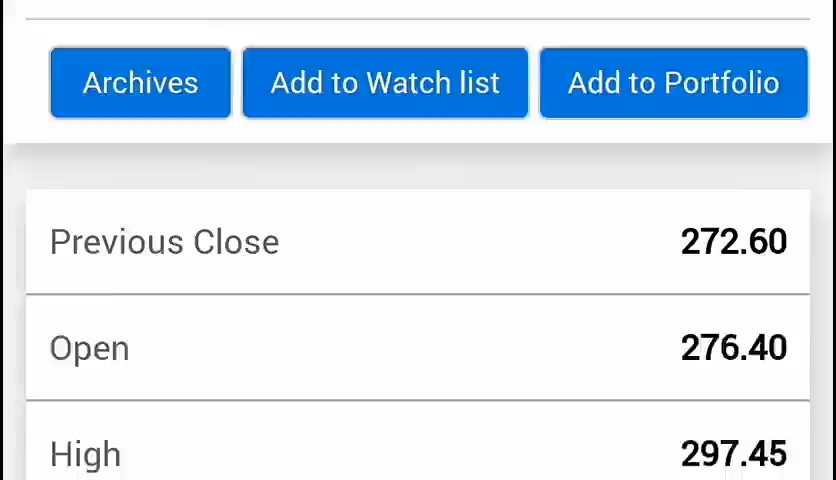 Archives Add to Watch list Add to Portfolio
Previous Close 272.60
Open 276.40
High 297.45